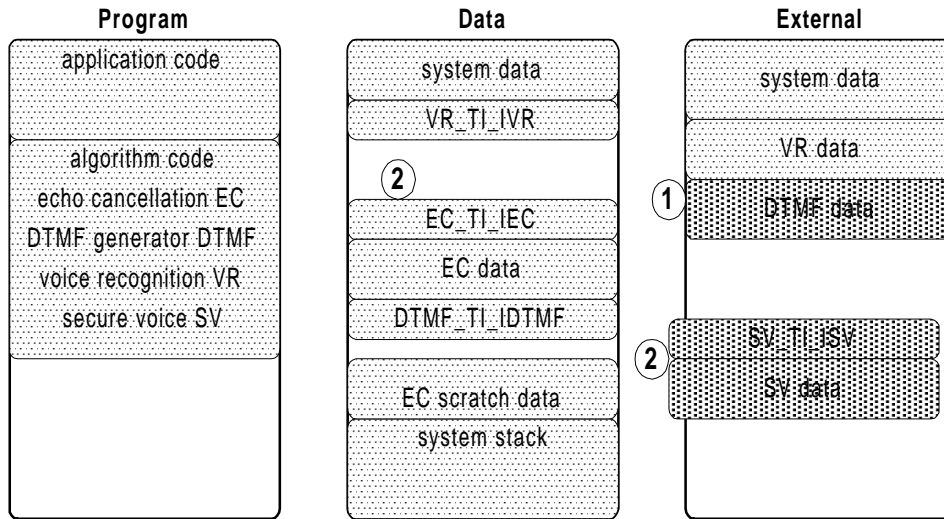 Program
application code
algorithm code
echo cancellation EC
DTMF generator DTMF
voice recognition VR
secure voice SV
Data
system data
VR_TI_IVR
2
EC_TI_IEC
EC data
DTMF_TI_IDTMF
EC scratch data
system stack
External
system data
VR data
1
DTMF data
SV_TI_ISV
2
SV data